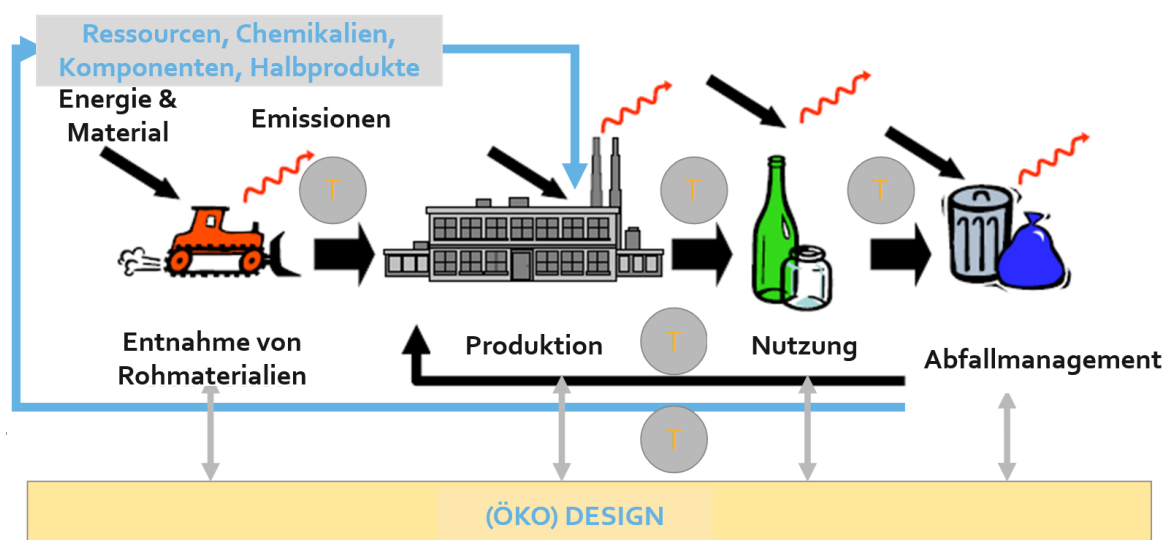 Ressourcen, Chemikalien,
Komponenten, Halbprodukte
Energie &
Material
Emissionen
T
T
T
Entnahme von
Rohmaterialien
Produktion
T
Nutzung
Abfallmanagement
T
(ÖKO) DESIGN